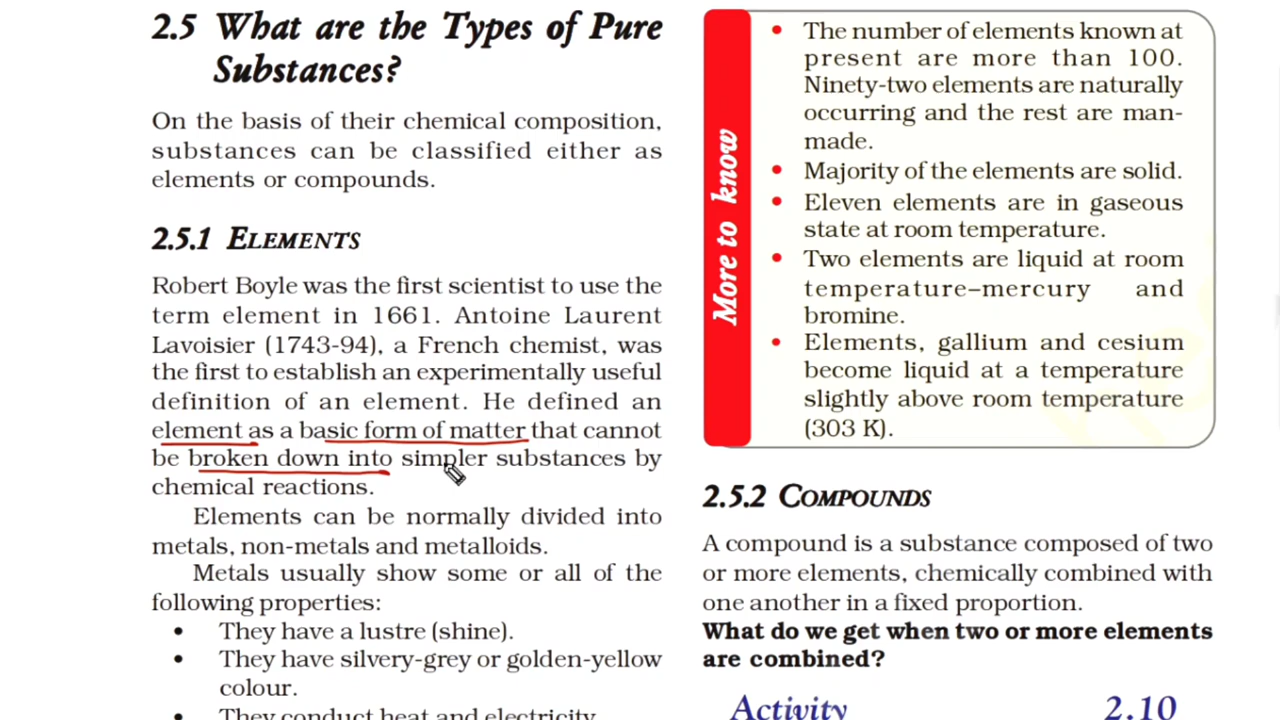 2.5 What are the Types of Pure
Substances?
On the basis of their chemical composition,
substances can be classified either as
elements or compounds.
2.5.1 ELEMENTS
Robert Boyle was the first scientist to use the
term element in 1661. Antoine Laurent
Lavoisier (1743-94), a French chemist, was
the first to establish an experimentally useful
definition of an element. He defined an
element as a basic form of matter that cannot
be broken down into simpler substances by
chemical reactions.
Elements can be normally divided into
metals, non-metals and metalloids.
Metals usually show some or all of the
following properties:
• They have a lustre (shine).
• They have silvery-grey or golden-yellow
colour.
• They conduct heat and electricity.
More to know
• The number of elements known at
present are more than 100.
Ninety-two elements are naturally
occurring and the rest are man-
made.
• Majority of the elements are solid.
• Eleven elements are in gaseous
state at room temperature.
• Two elements are liquid at room
temperature–mercury and
bromine.
• Elements, gallium and cesium
become liquid at a temperature
slightly above room temperature
(303 K).
2.5.2 COMPOUNDS
A compound is a substance composed of two
or more elements, chemically combined with
one another in a fixed proportion.
What do we get when two or more elements
are combined?
Activity 2.10